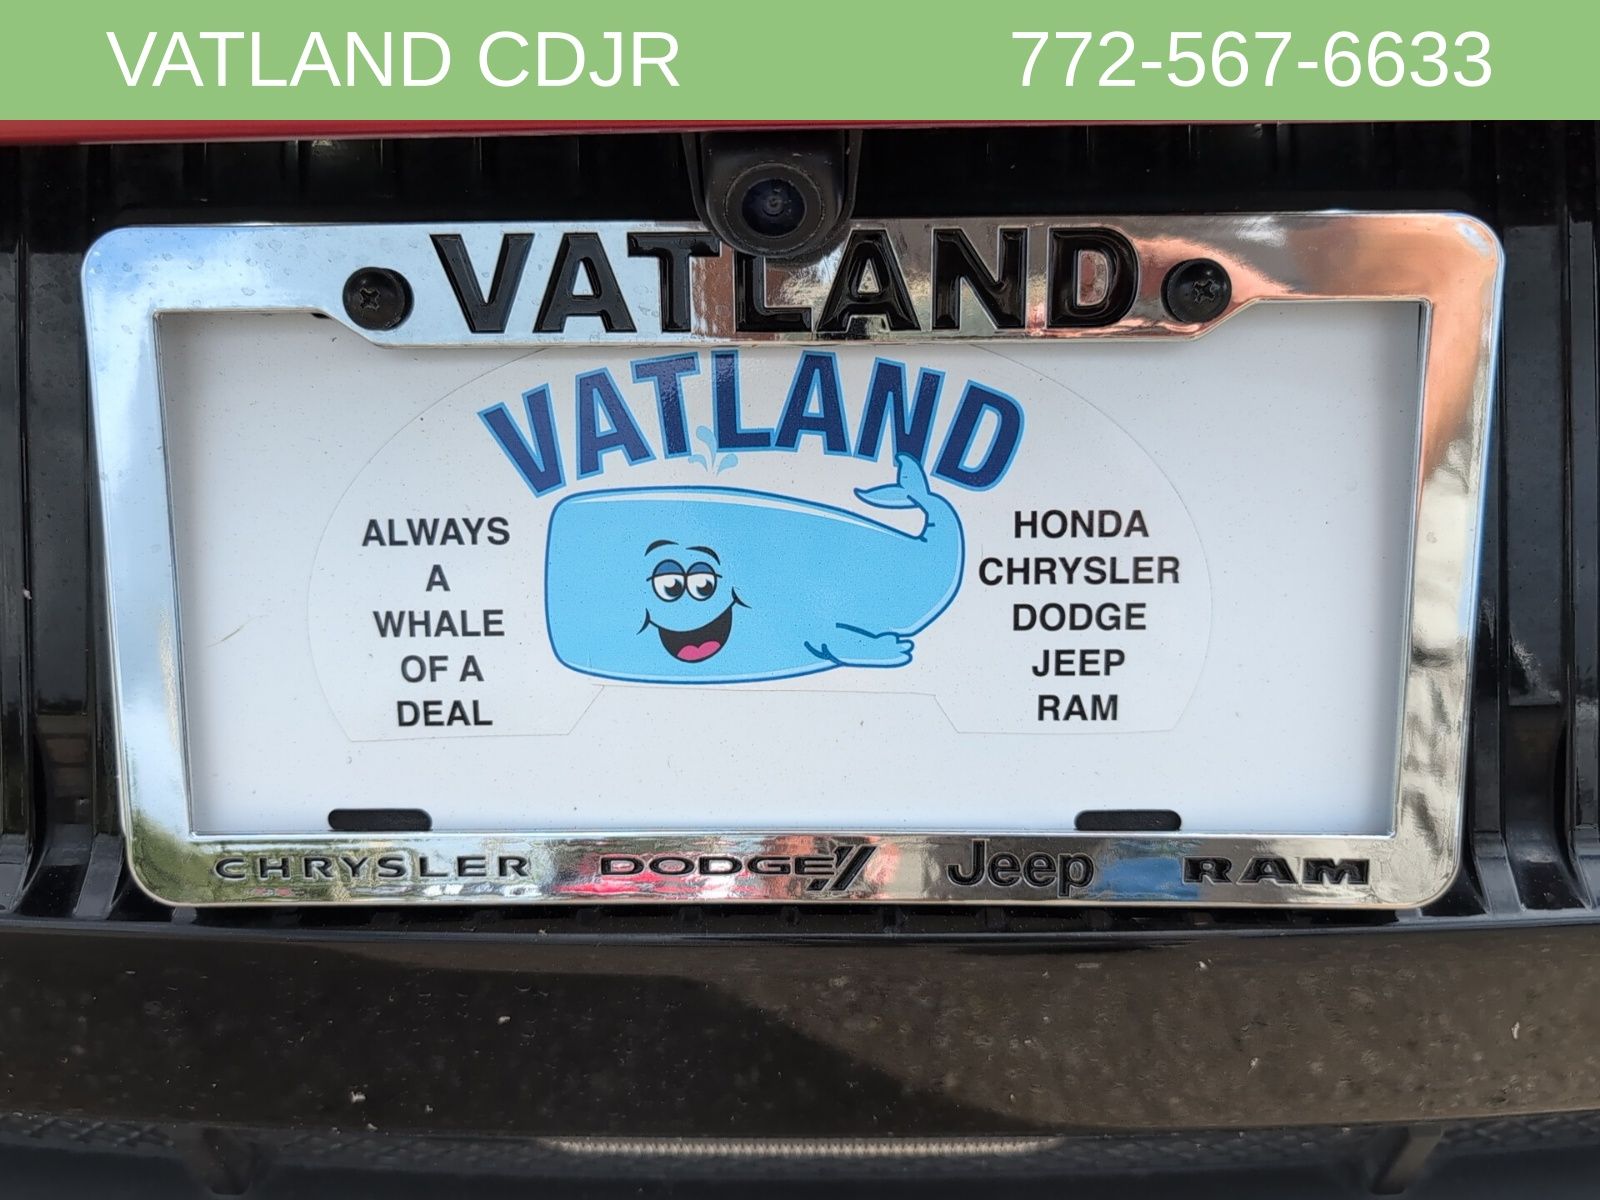 VATLAND CDJR 772-567-6633
VATLAND
VATLAND
ALWAYS
A
WHALE
OF A
DEAL
HONDA
CHRYSLER
DODGE
JEEP
RAM
CHRYSLER DODGE Jeep RAM